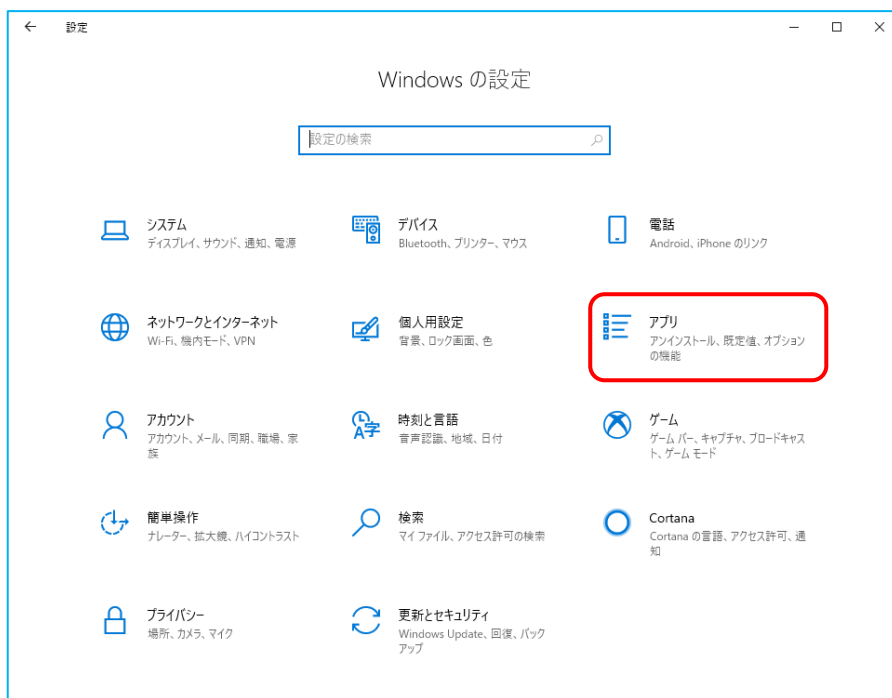 設定
Windows の設定
設定の検索
システム
ディスプレイ、サウンド、通知、電源
デバイス
Bluetooth、プリンター、マウス
電話
Android、iPhone のリンク
ネットワークとインターネット
Wi-Fi、機内モード、VPN
個人用設定
背景、ロック画面、色
アプリ
アンインストール、既定値、オプション
の機能
アカウント
アカウント、メール、同期、職場、家
族
時刻と言語
音声認識、地域、日付
ゲーム
ゲーム バー、キャプチャ、ブロードキャス
ト、ゲーム モード
簡単操作
ナレーター、拡大鏡、ハイコントラスト
検索
マイ ファイル、アクセス許可の検索
Cortana
Cortana の言語、アクセス許可、通
知
プライバシー
場所、カメラ、マイク
更新とセキュリティ
Windows Update、回復、バック
アップ